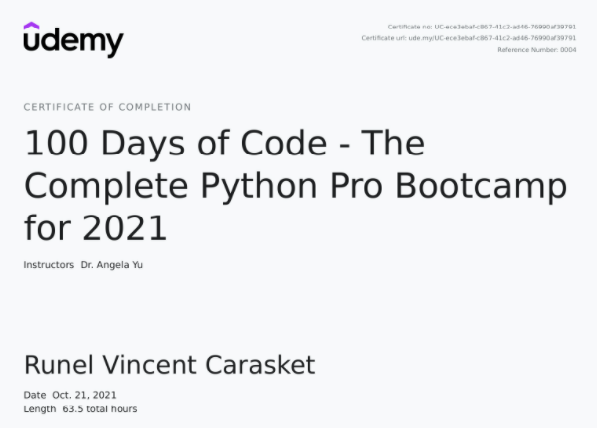 udemy
Certificate no: UC-ece3ebaf-c867-41c2-ad46-76990af39791
Certificate url: ude.my/UC-ece3ebaf-c867-41c2-ad46-76990af39791
Reference Number: 0004
CERTIFICATE OF COMPLETION
100 Days of Code - The
Complete Python Pro Bootcamp
for 2021
Instructors Dr. Angela Yu
Runel Vincent Carasket
Date Oct. 21, 2021
Length 63.5 total hours